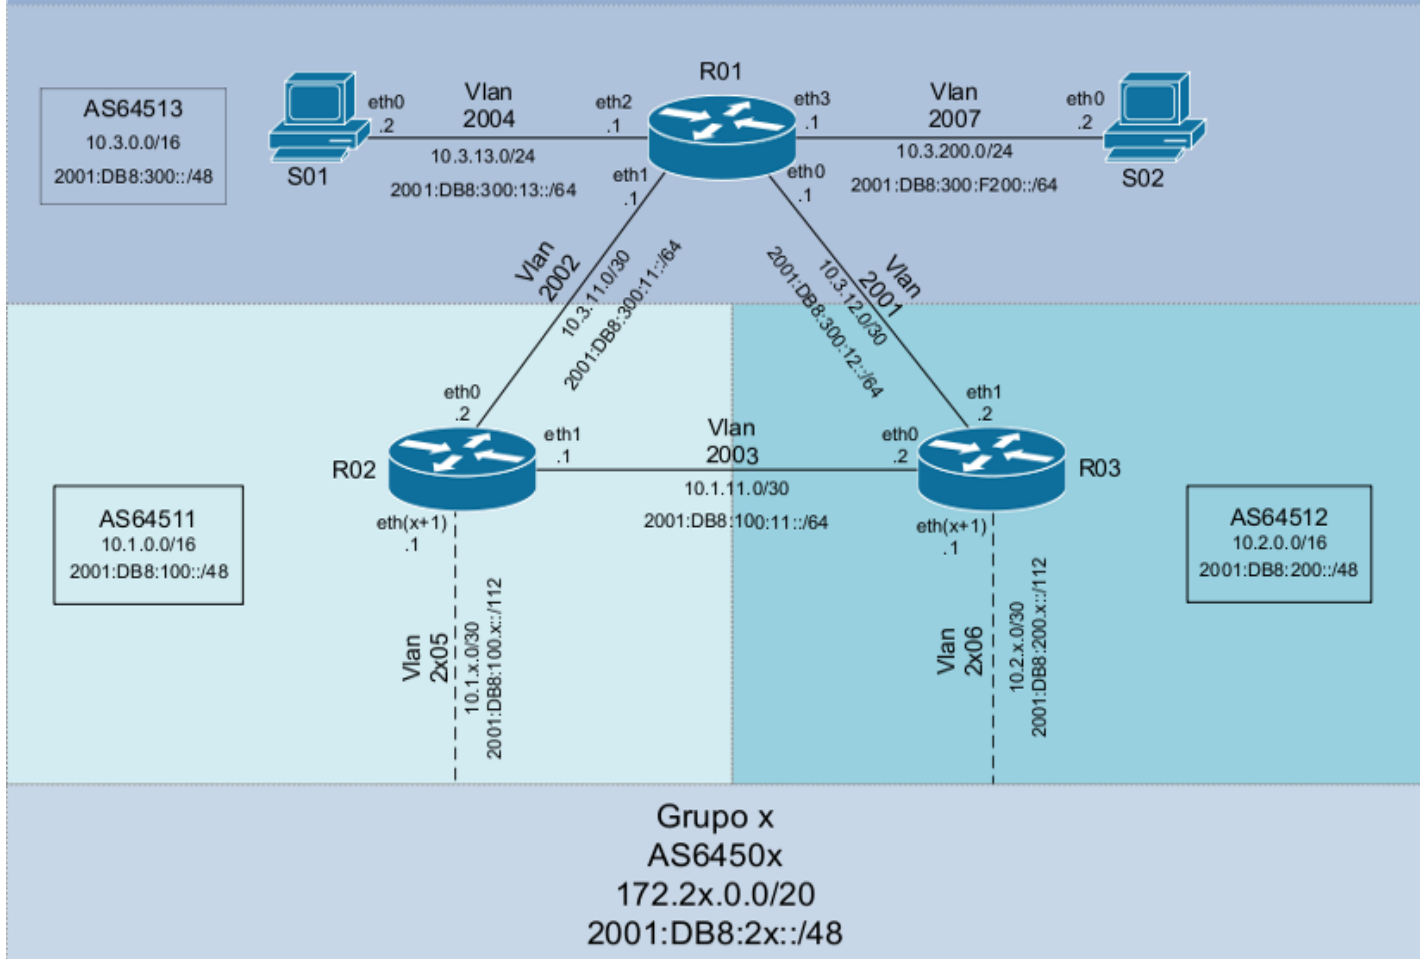 R01
AS64513
10.3.0.0/16
2001:DB8:300::/48
eth0
.2
Vlan
2004
10.3.13.0/24
2001:DB8:300:13::/64
eth2
.1
eth1
.1
eth3
.1
eth0
.1
Vlan
2007
10.3.200.0/24
2001:DB8:300:F200::/64
eth0
.2
S01
S02
Vlan
2002
10.3.11.0/30
2001:DB8:300:11::/64
Vlan
2001
10.3.12.0/30
2001:DB8:300:12::/64
eth0
.2
R02
eth1
.1
Vlan
2003
10.1.11.0/30
2001:DB8:100:11::/64
eth0
.2
eth1
.2
R03
AS64511
10.1.0.0/16
2001:DB8:100::/48
eth(x+1)
.1
Vlan
2x05
10.1.x.0/30
2001:DB8:100:x::/112
eth(x+1)
.1
Vlan
2x06
10.2.x.0/30
2001:DB8:200.x::/112
AS64512
10.2.0.0/16
2001:DB8:200::/48
Grupo x
AS6450x
172.2x.0.0/20
2001:DB8:2x::/48